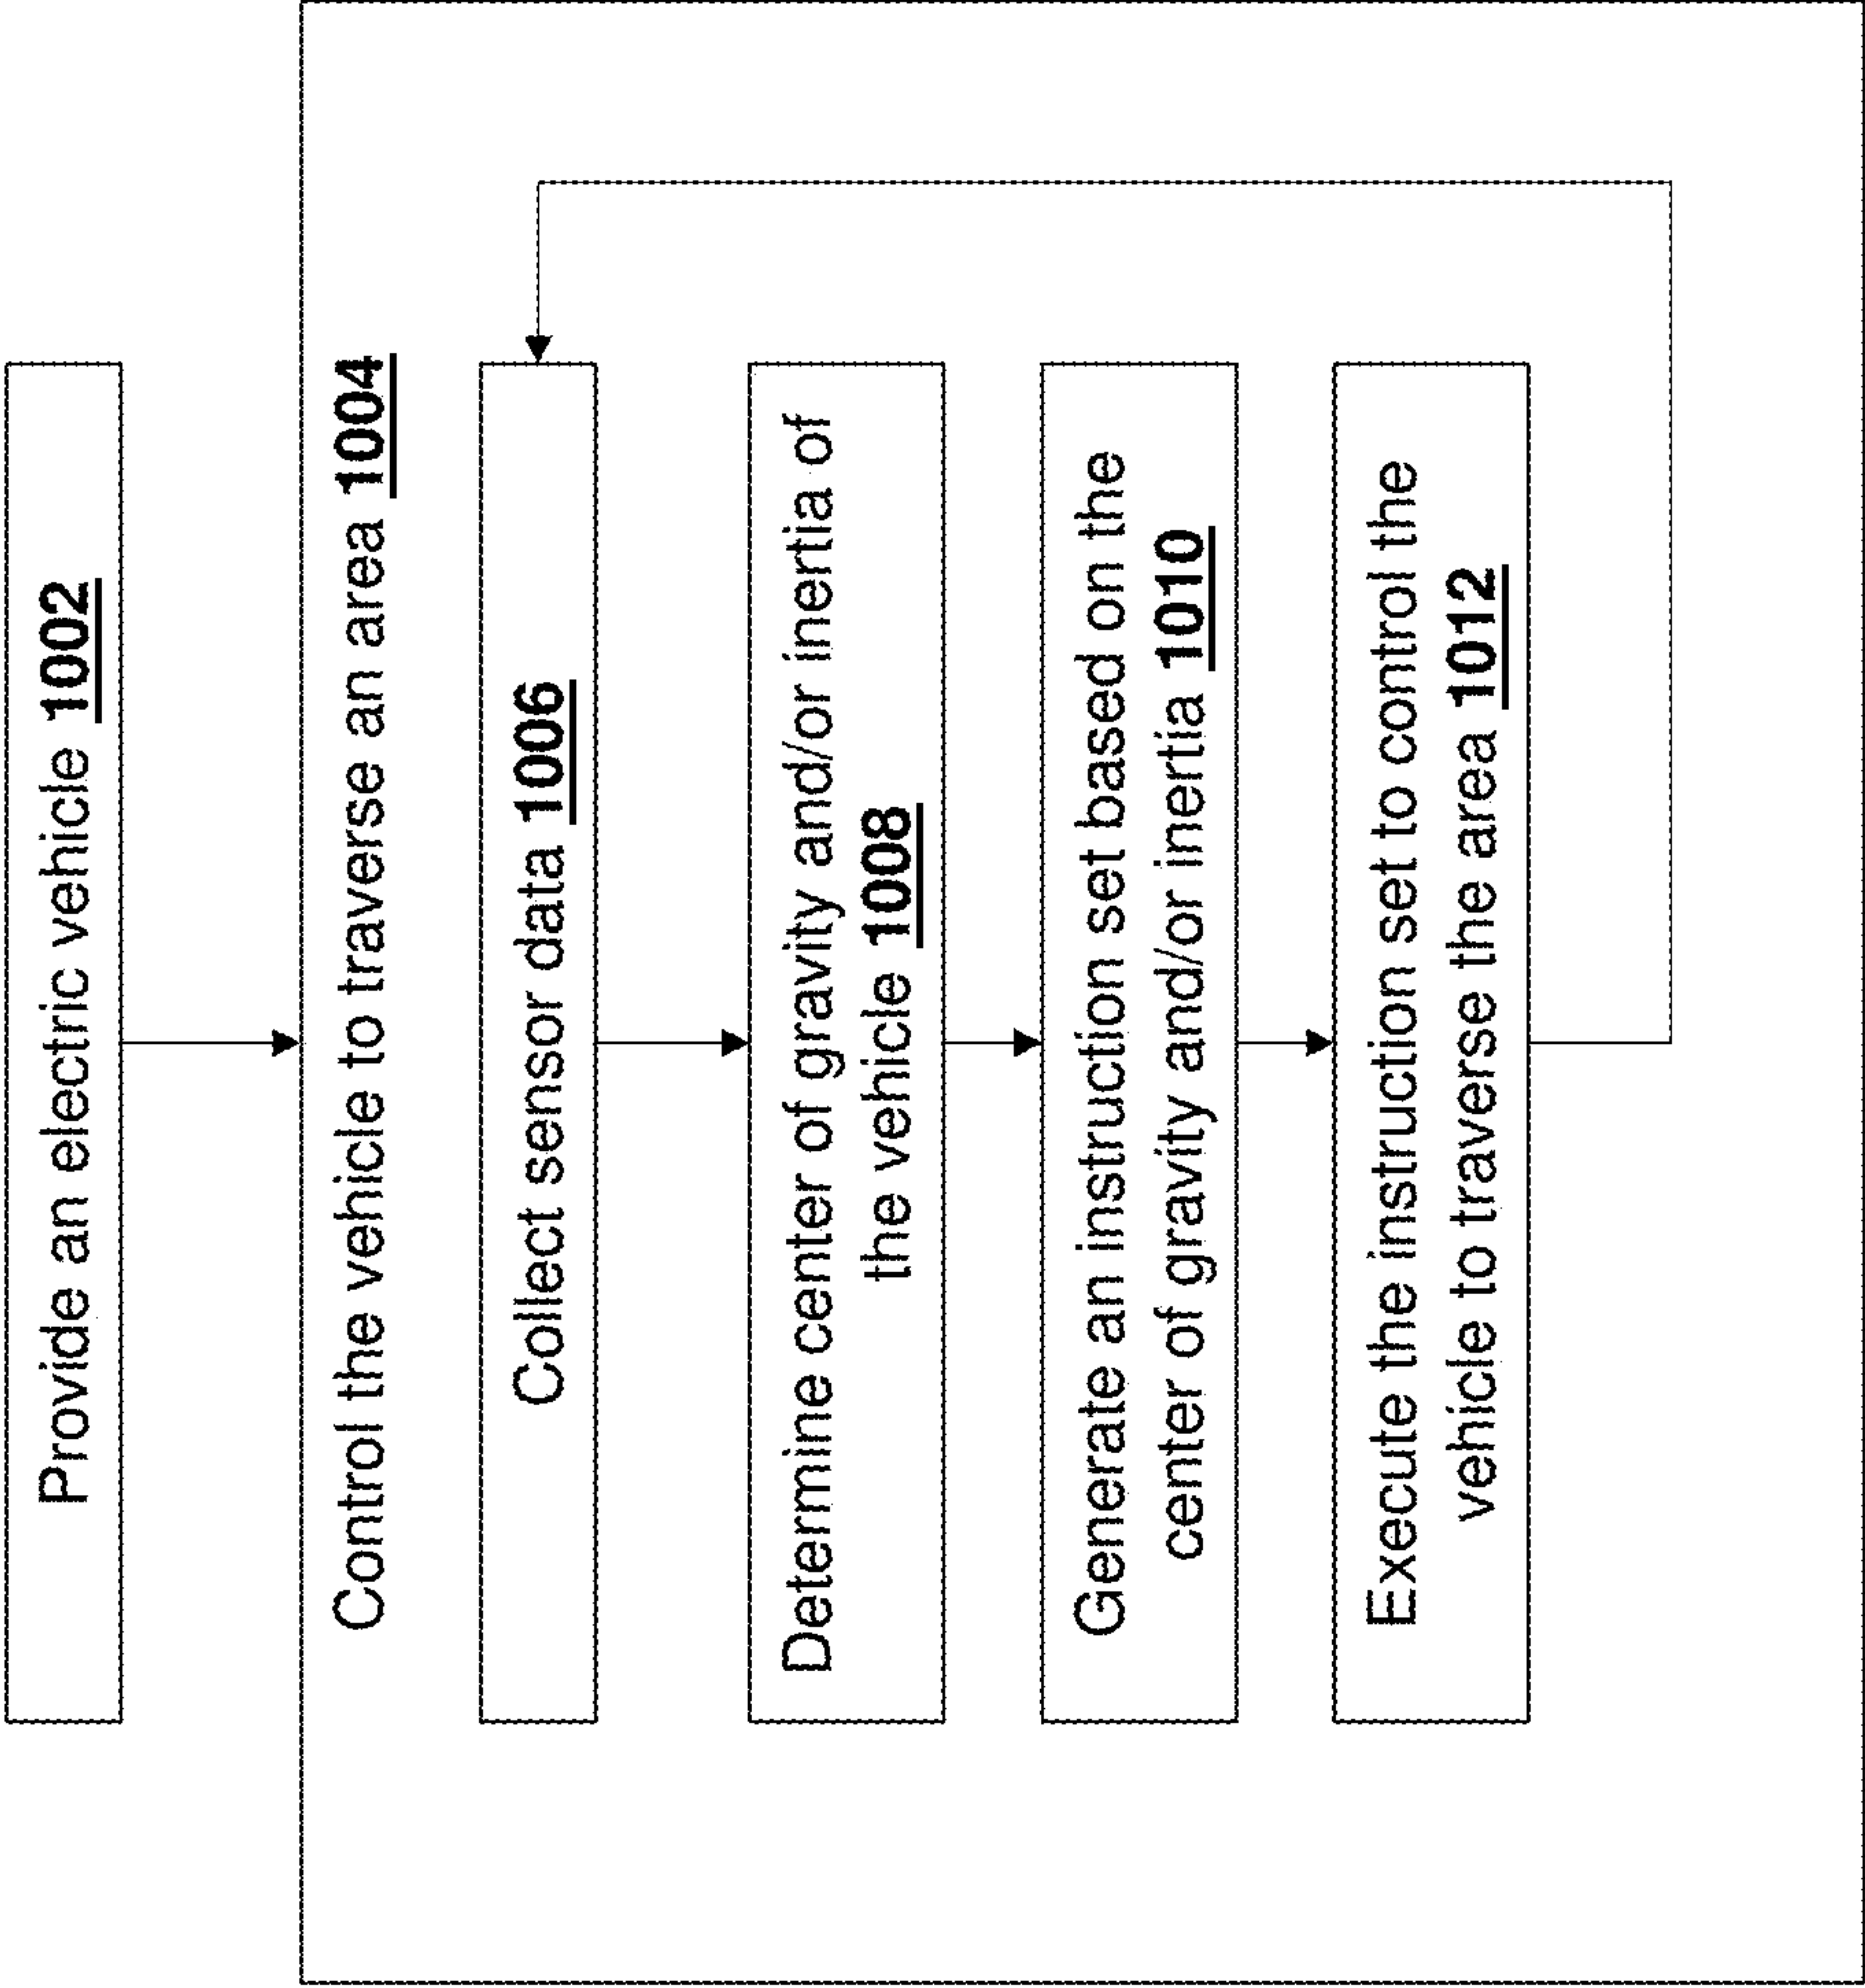 Provide an electric vehicle 1002
Control the vehicle to traverse an area 1004
Collect sensor data 1006
Determine center of gravity and/or inertia of
the vehicle 1008
Generate an instruction set based on the
center of gravity and/or inertia 1010
Execute the instruction set to control the
vehicle to traverse the area 1012